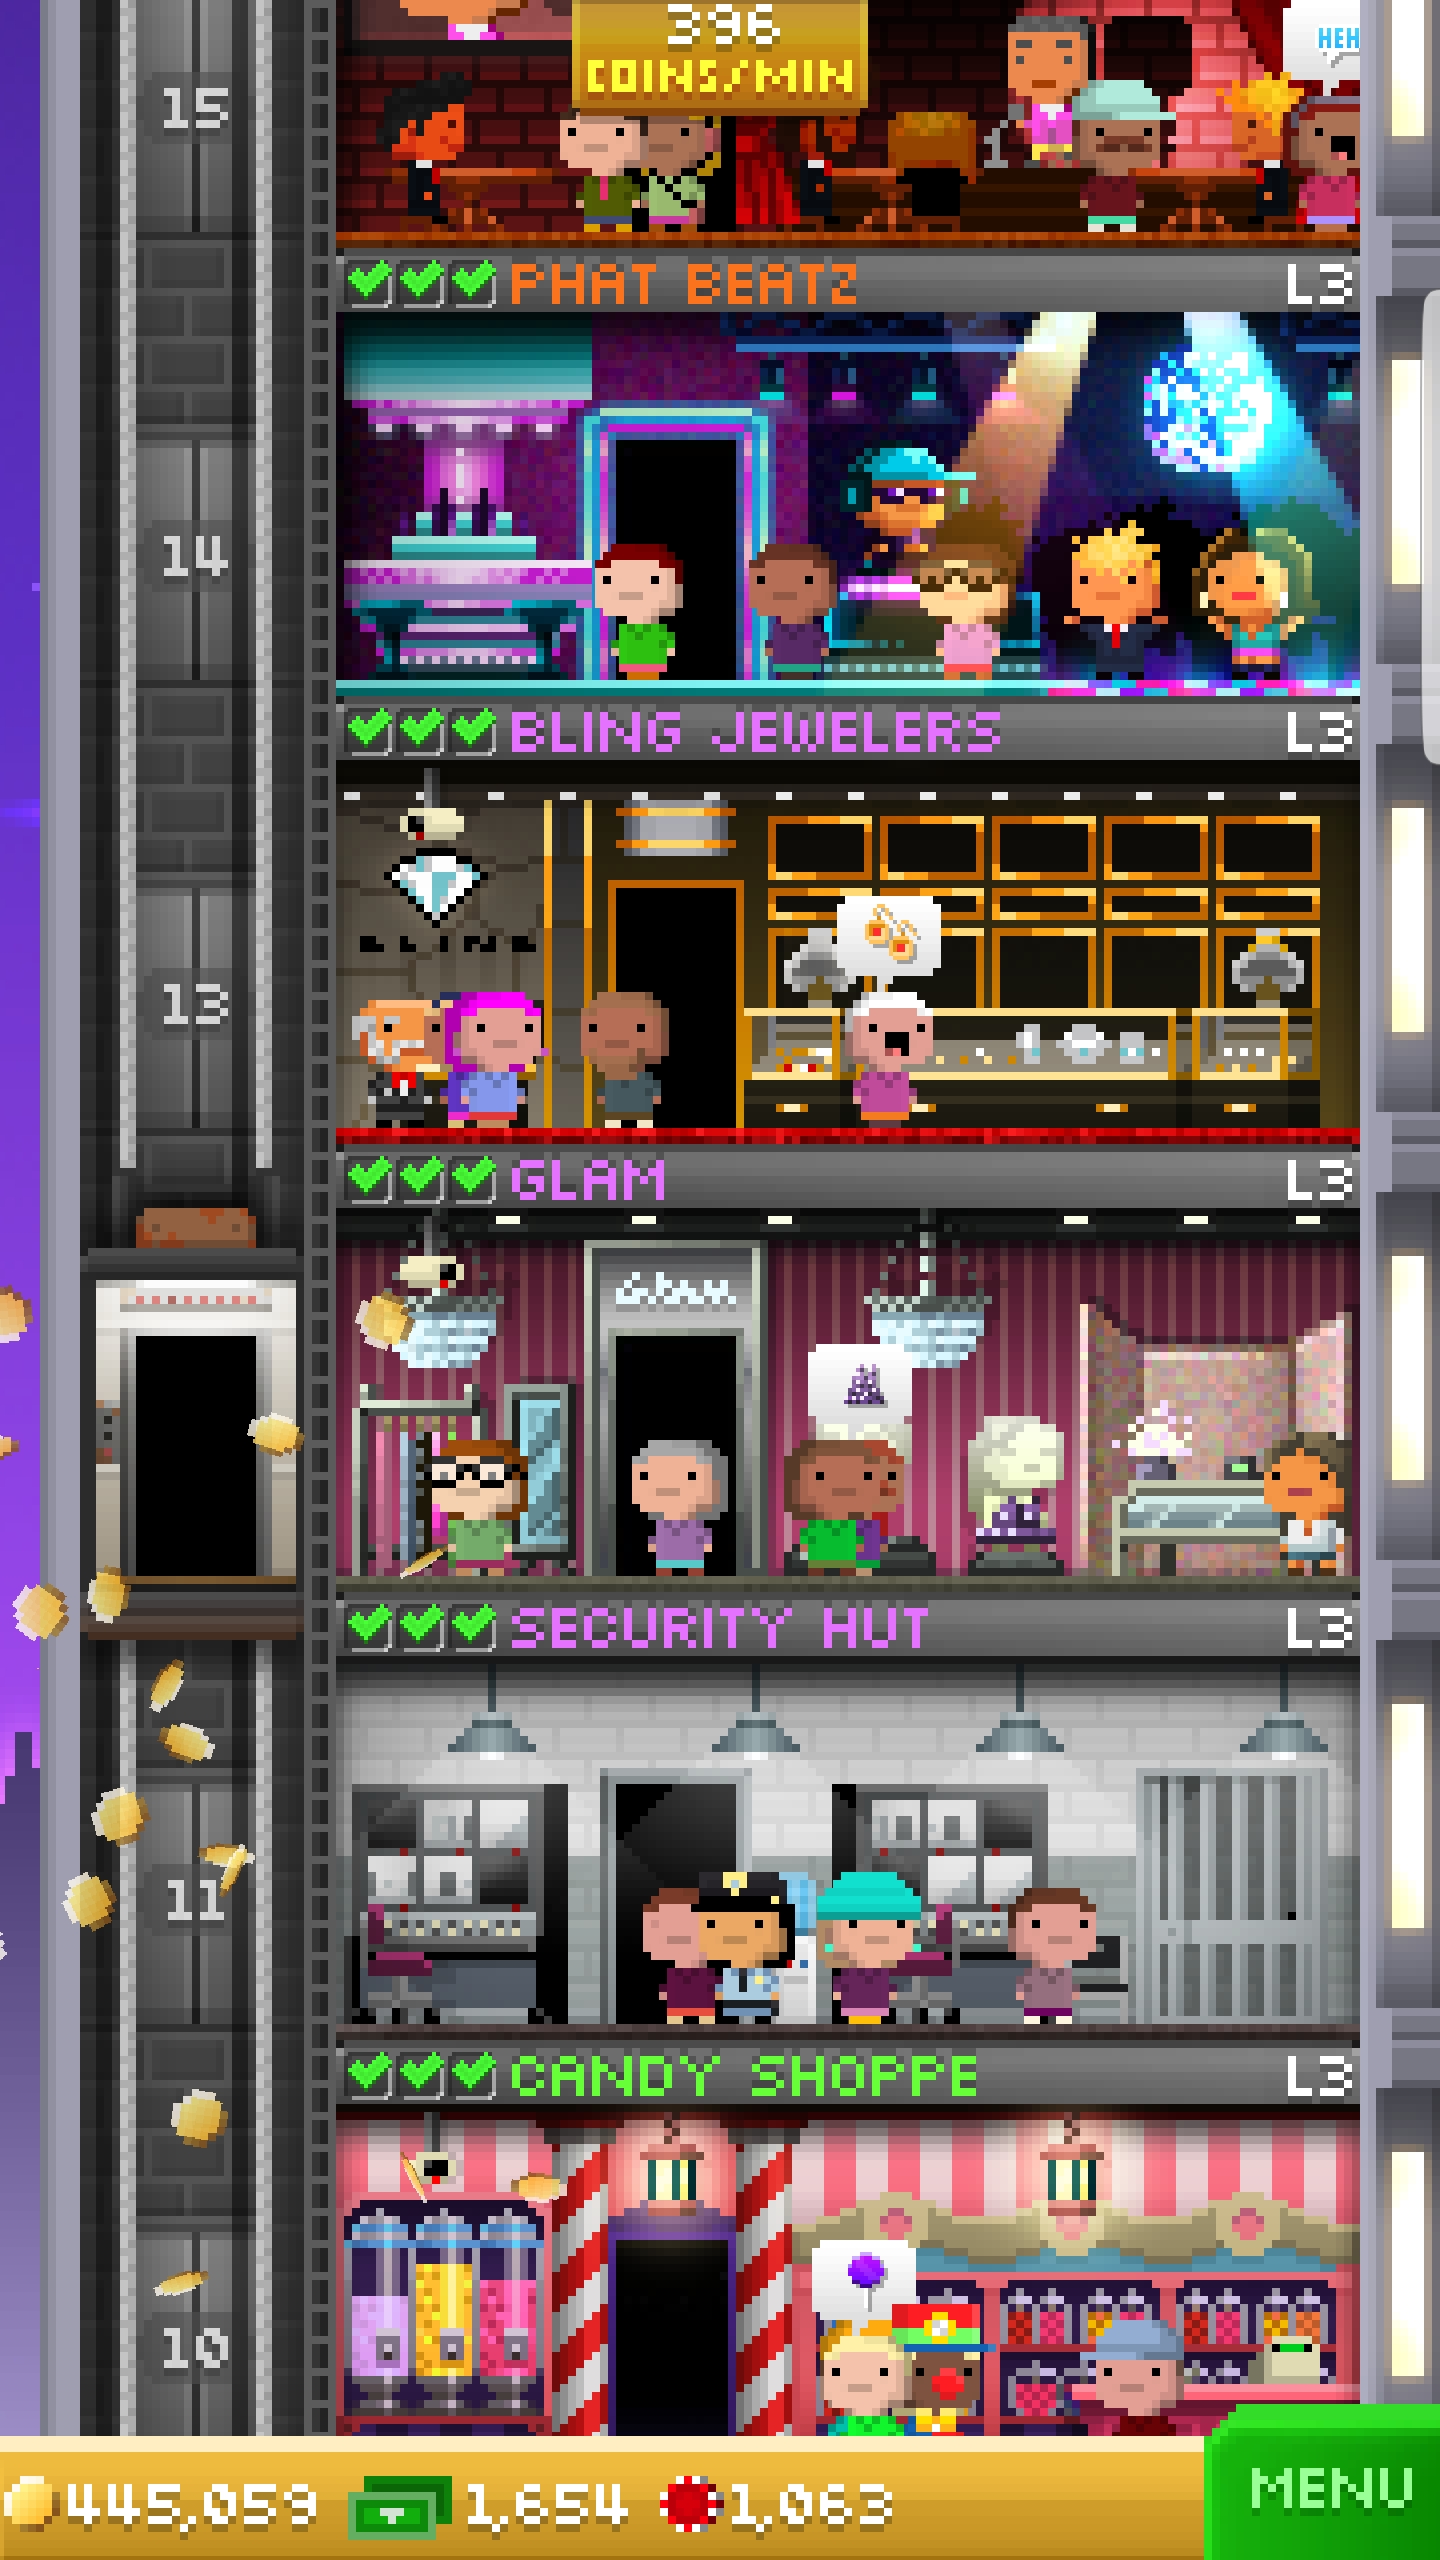 396
COINS/MIN
HEH
15
PHAT BEATZ L3
14
BLING JEWELERS L3
BLING
13
GLAM L3
Glam
SECURITY HUT L3
11
CANDY SHOPPE L3
10
445,059 1,654 1,063
MENU